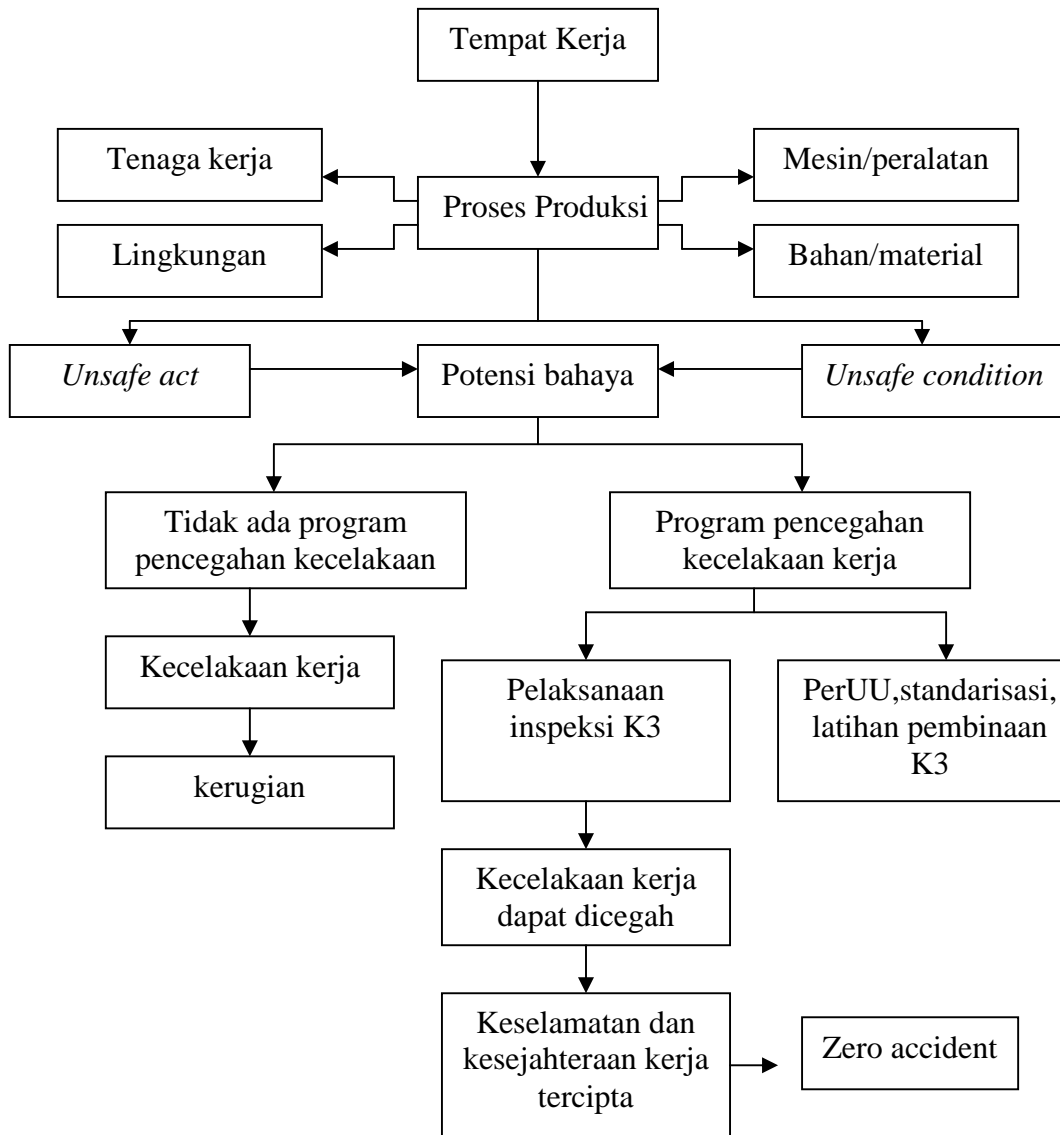 Tempat Kerja
Tenaga kerja
Mesin/peralatan
Proses Produksi
Lingkungan
Bahan/material
Unsafe act
Potensi bahaya
Unsafe condition
Tidak ada program
pencegahan kecelakaan
Program pencegahan
kecelakaan kerja
Kecelakaan kerja
Pelaksanaan
inspeksi K3
PerUU,standarisasi,
latihan pembinaan
K3
kerugian
Kecelakaan kerja
dapat dicegah
Keselamatan dan
kesejahteraan kerja
tercipta
Zero accident